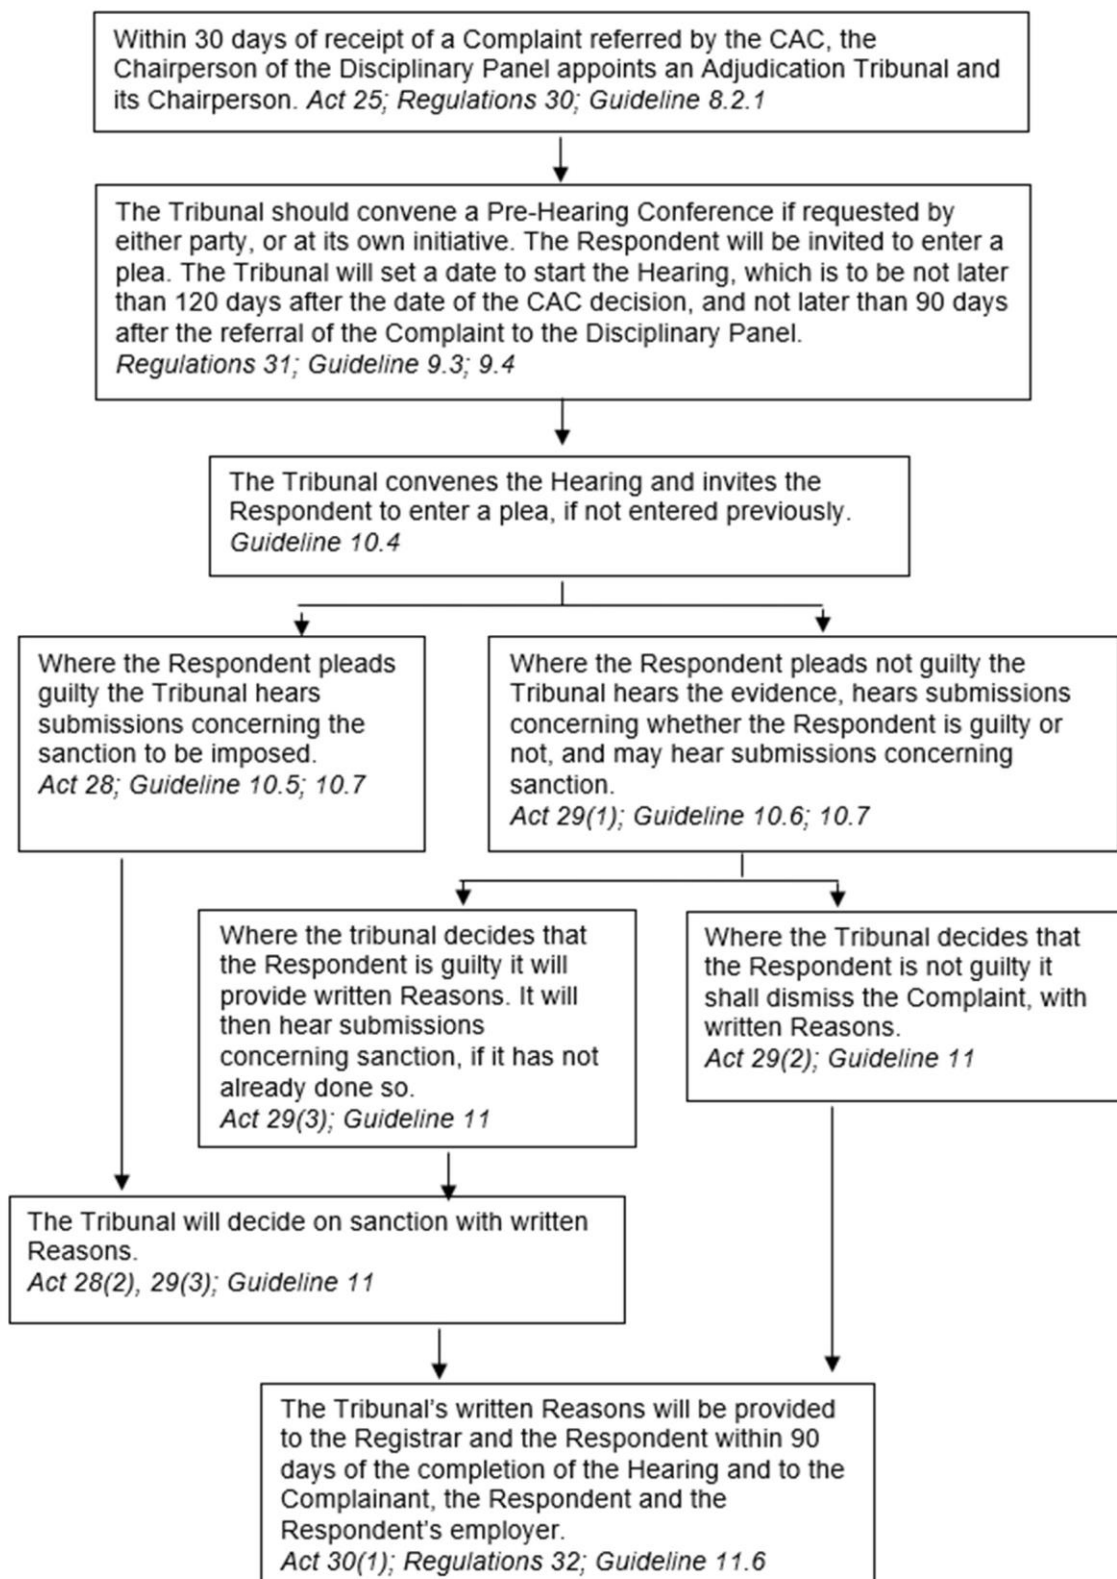 Within 30 days of receipt of a Complaint referred by the CAC, the
Chairperson of the Disciplinary Panel appoints an Adjudication Tribunal and
its Chairperson. Act 25; Regulations 30; Guideline 8.2.1
The Tribunal should convene a Pre-Hearing Conference if requested by
either party, or at its own initiative. The Respondent will be invited to enter a
plea. The Tribunal will set a date to start the Hearing, which is to be not later
than 120 days after the date of the CAC decision, and not later than 90 days
after the referral of the Complaint to the Disciplinary Panel.
Regulations 31; Guideline 9.3; 9.4
The Tribunal convenes the Hearing and invites the
Respondent to enter a plea, if not entered previously.
Guideline 10.4
Where the Respondent pleads
guilty the Tribunal hears
submissions concerning the
sanction to be imposed.
Act 28; Guideline 10.5; 10.7
Where the Respondent pleads not guilty the
Tribunal hears the evidence, hears submissions
concerning whether the Respondent is guilty or
not, and may hear submissions concerning
sanction.
Act 29(1); Guideline 10.6; 10.7
Where the tribunal decides that
the Respondent is guilty it will
provide written Reasons. It will
then hear submissions
concerning sanction, if it has not
already done so.
Act 29(3); Guideline 11
Where the Tribunal decides that
the Respondent is not guilty it
shall dismiss the Complaint, with
written Reasons.
Act 29(2); Guideline 11
The Tribunal will decide on sanction with written
Reasons.
Act 28(2), 29(3); Guideline 11
The Tribunal's written Reasons will be provided
to the Registrar and the Respondent within 90
days of the completion of the Hearing and to the
Complainant, the Respondent and the
Respondent's employer.
Act 30(1); Regulations 32; Guideline 11.6